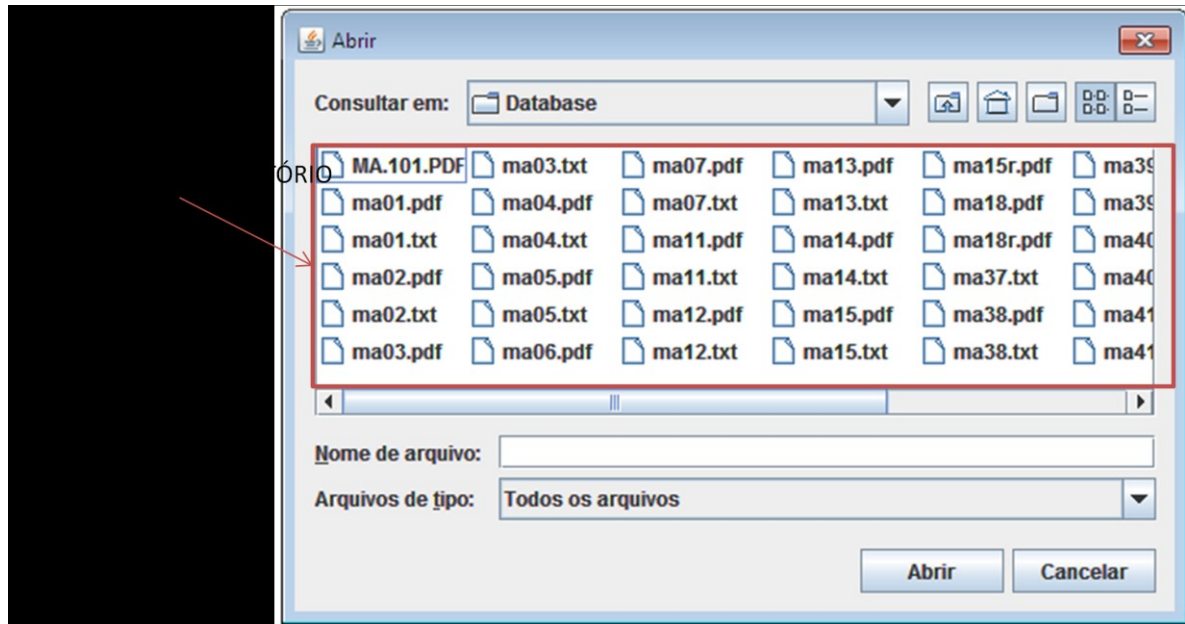 Abrir
Consultar em: Database
TÓRIO
MA.101.PDF ma03.txt ma07.pdf ma13.pdf ma15r.pdf
ma01.pdf ma04.pdf ma07.txt ma13.txt ma18.pdf
ma01.txt ma04.txt ma11.pdf ma14.pdf ma18r.pdf
ma02.pdf ma05.pdf ma11.txt ma14.txt ma37.txt
ma02.txt ma05.txt ma12.pdf ma15.pdf ma38.pdf ma41
ma03.pdf ma06.pdf ma12.txt ma15.txt ma38.txt ma41
Nome de arquivo:
Arquivos de tipo: Todos os arquivos
Abrir Cancelar